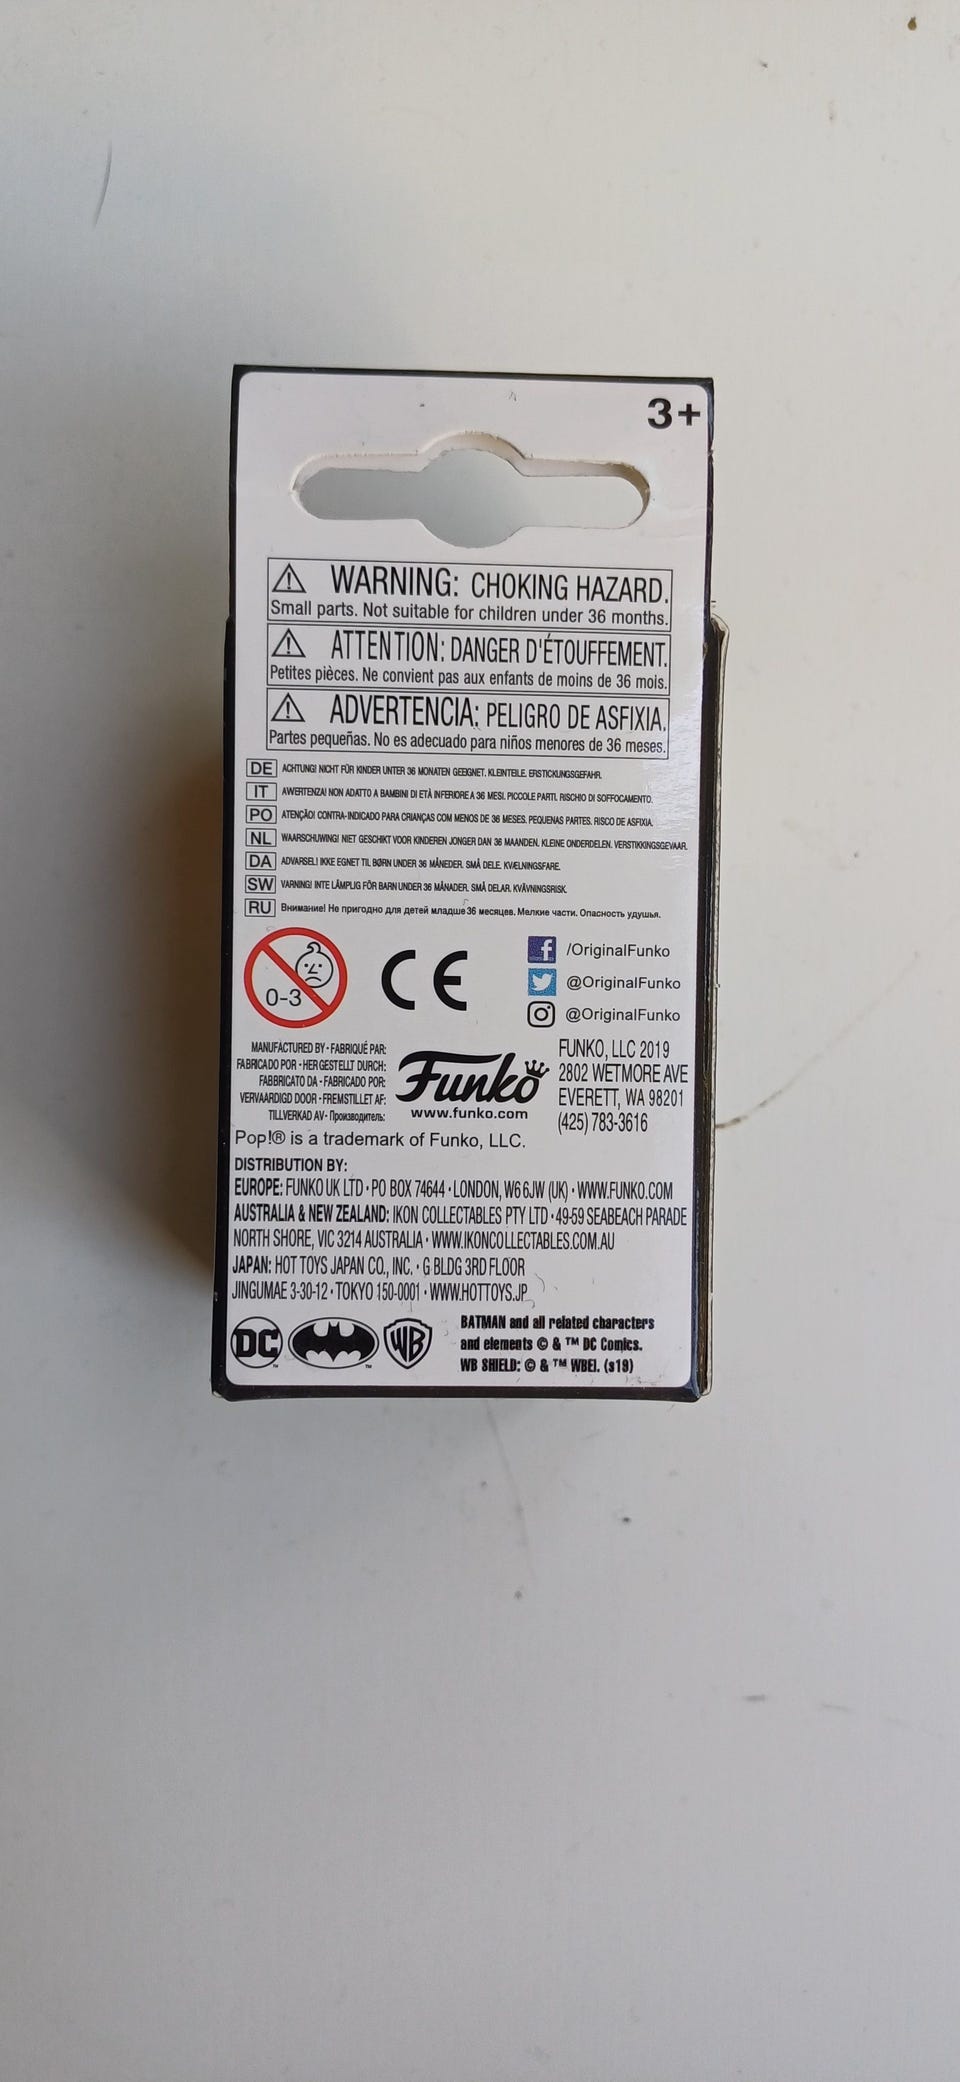 3+
WARNING: CHOKING HAZARD.
Small parts. Not suitable for children under 36 months.
ATTENTION: DANGER D'ÉTOUFFEMENT.
Petites pièces. Ne convient pas aux enfants de moins de 36 mois.
ADVERTENCIA: PELIGRO DE ASFIXIA.
Partes pequeñas. No es adecuado para niños menores de 36 meses.
DE ACHTUNG! NICHT FÜR KINDER UNTER 36 MONATEN GEEIGNET. KLEINTEILE. ERSTICKUNGSGEFAHR.
IT AWERTENZA! NON ADATTO A BAMBINI DI ETÀ INFERIORE A 36 MESI. PICCOLE PARTI. RISCHIO DI SOFFOCAMENTO.
PO ATENÇÃO! CONTRA-INDICADO PARA CRIANÇAS COM MENOS DE 36 MESES. PEQUENAS PARTES. RISCO DE ASFIXIA.
NL WAARSCHUWING! NIET GESCHIKT VOOR KINDEREN JONGER DAN 36 MAANDEN. KLEINE ONDERDELEN. VERSTIKKINGSGEVAAR.
DA ADVARSEL! IKKE EGNET TIL BØRN UNDER 36 MÅNEDER. SMÅ DELE. KVÆLNINGSFARE.
SW VARNING! INTE LÄMPLIG FÖR BARN UNDER 36 MÅNADER. SMÅ DELAR. KVÄVNINGSRISK.
RU Внимание! Не пригодно для детей младше 36 месяцев. Мелкие части. Опасность удушья.
0-3
CE
/OriginalFunko
@OriginalFunko
@OriginalFunko
MANUFACTURED BY • FABRIQUÉ PAR:
FABRICADO POR • HERGESTELLT DURCH:
FABBRICATO DA • FABRICADO POR:
VERVAARDIGD DOOR • FREMSTILLET AF:
TILLVERKAD AV • Производитель:
Funko
www.funko.com
FUNKO, LLC 2019
2802 WETMORE AVE
EVERETT, WA 98201
(425) 783-3616
Pop!® is a trademark of Funko, LLC.
DISTRIBUTION BY:
EUROPE: FUNKO UK LTD • PO BOX 74644 • LONDON, W6 6JW (UK) • WWW.FUNKO.COM
AUSTRALIA & NEW ZEALAND: IKON COLLECTABLES PTY LTD • 49-59 SEABEACH PARADE
NORTH SHORE, VIC 3214 AUSTRALIA • WWW.IKONCOLLECTABLES.COM.AU
JAPAN: HOT TOYS JAPAN CO., INC. • G BLDG 3RD FLOOR
JINGUMAE 3-30-12 • TOKYO 150-0001 • WWW.HOTTOYS.JP
DC ™ ™ WB
BATMAN and all related characters
and elements © & ™ DC Comics.
WB SHIELD: © & ™ WBEI. (s19)